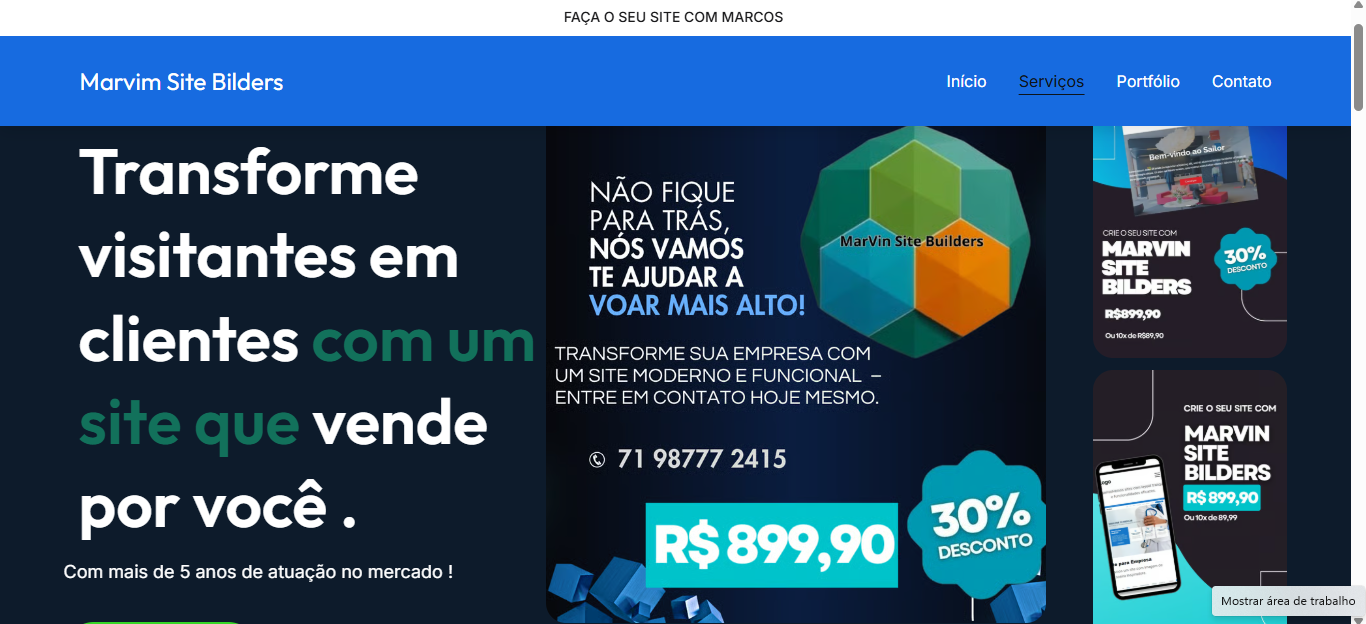 FAÇA O SEU SITE COM MARCOS
Marvim Site Bilders
Início
Serviços
Portfólio
Contato
Transforme
visitantes em
clientes com um
site que vende
por você .
Com mais de 5 anos de atuação no mercado !
NÃO FIQUE
PARA TRÁS,
NÓS VAMOS
TE AJUDAR A
VOAR MAIS ALTO!
MarVin Site Builders
TRANSFORME SUA EMPRESA COM
UM SITE MODERNO E FUNCIONAL –
ENTRE EM CONTATO HOJE MESMO.
71 98777 2415
R$ 899,90
30%
DESCONTO
Bem-vindo ao Sailor
CRIE O SEU SITE COM
MARVIN
SITE
BILDERS
30%
DESCONTO
R$899,90
Ou 10x de R$89,90
CRIE O SEU SITE COM
MARVIN
SITE
BILDERS
R$ 899,90
Ou 10x de 89,99
Mostrar área de trabalho